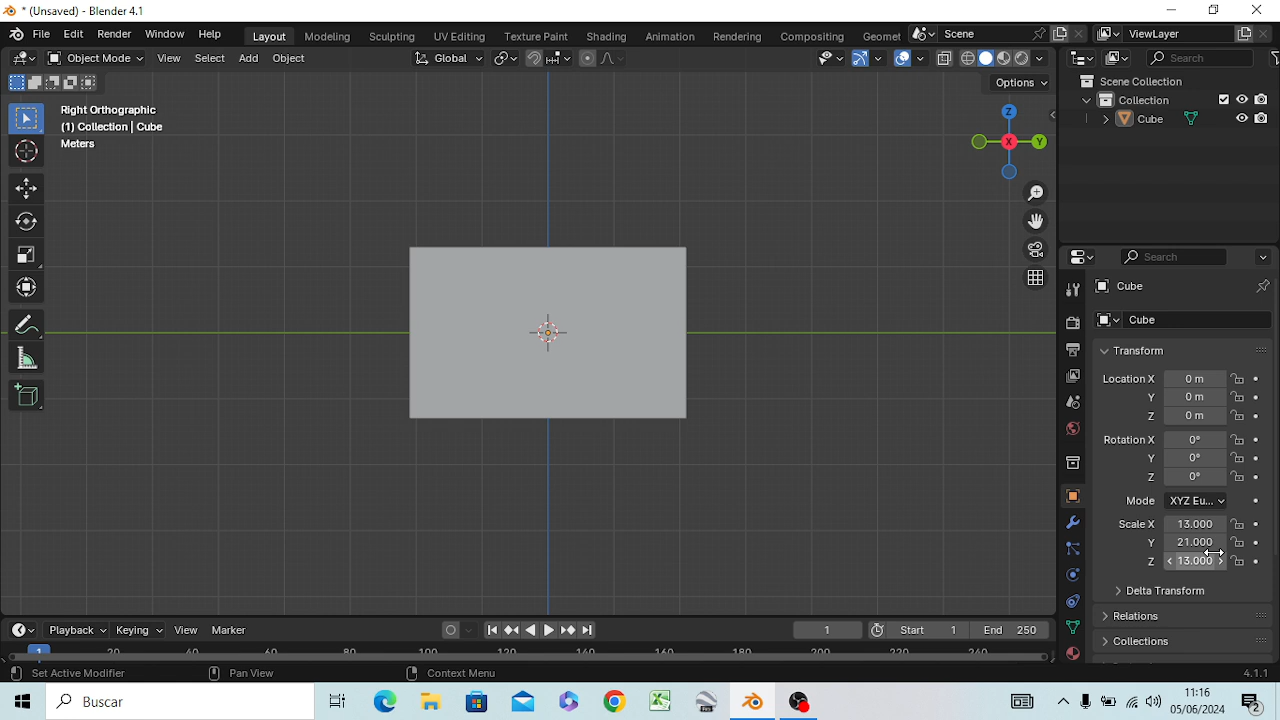 * (Unsaved) - Blender 4.1
File Edit Render Window Help Layout Modeling Sculpting UV Editing Texture Paint Shading Animation Rendering Compositing Geomet Scene ViewLayer
Object Mode View Select Add Object Global Search
Options
Right Orthographic
(1) Collection | Cube
Meters
Z
Y
X
Scene Collection
Collection
Cube
Search
Cube
Cube
Transform
Location X 0 m
Y 0 m
Z 0 m
Rotation X 0°
Y 0°
Z 0°
Mode XYZ Eu...
Scale X 13.000
Y 21.000
Z 13.000
Delta Transform
Relations
Collections
Playback Keying View Marker 1 Start 1 End 250
1 20 40 60 80 100 120 140 160 180 200 220 240
Set Active Modifier Pan View Context Menu 4.1.1
Buscar
11:16
05/06/2024
2